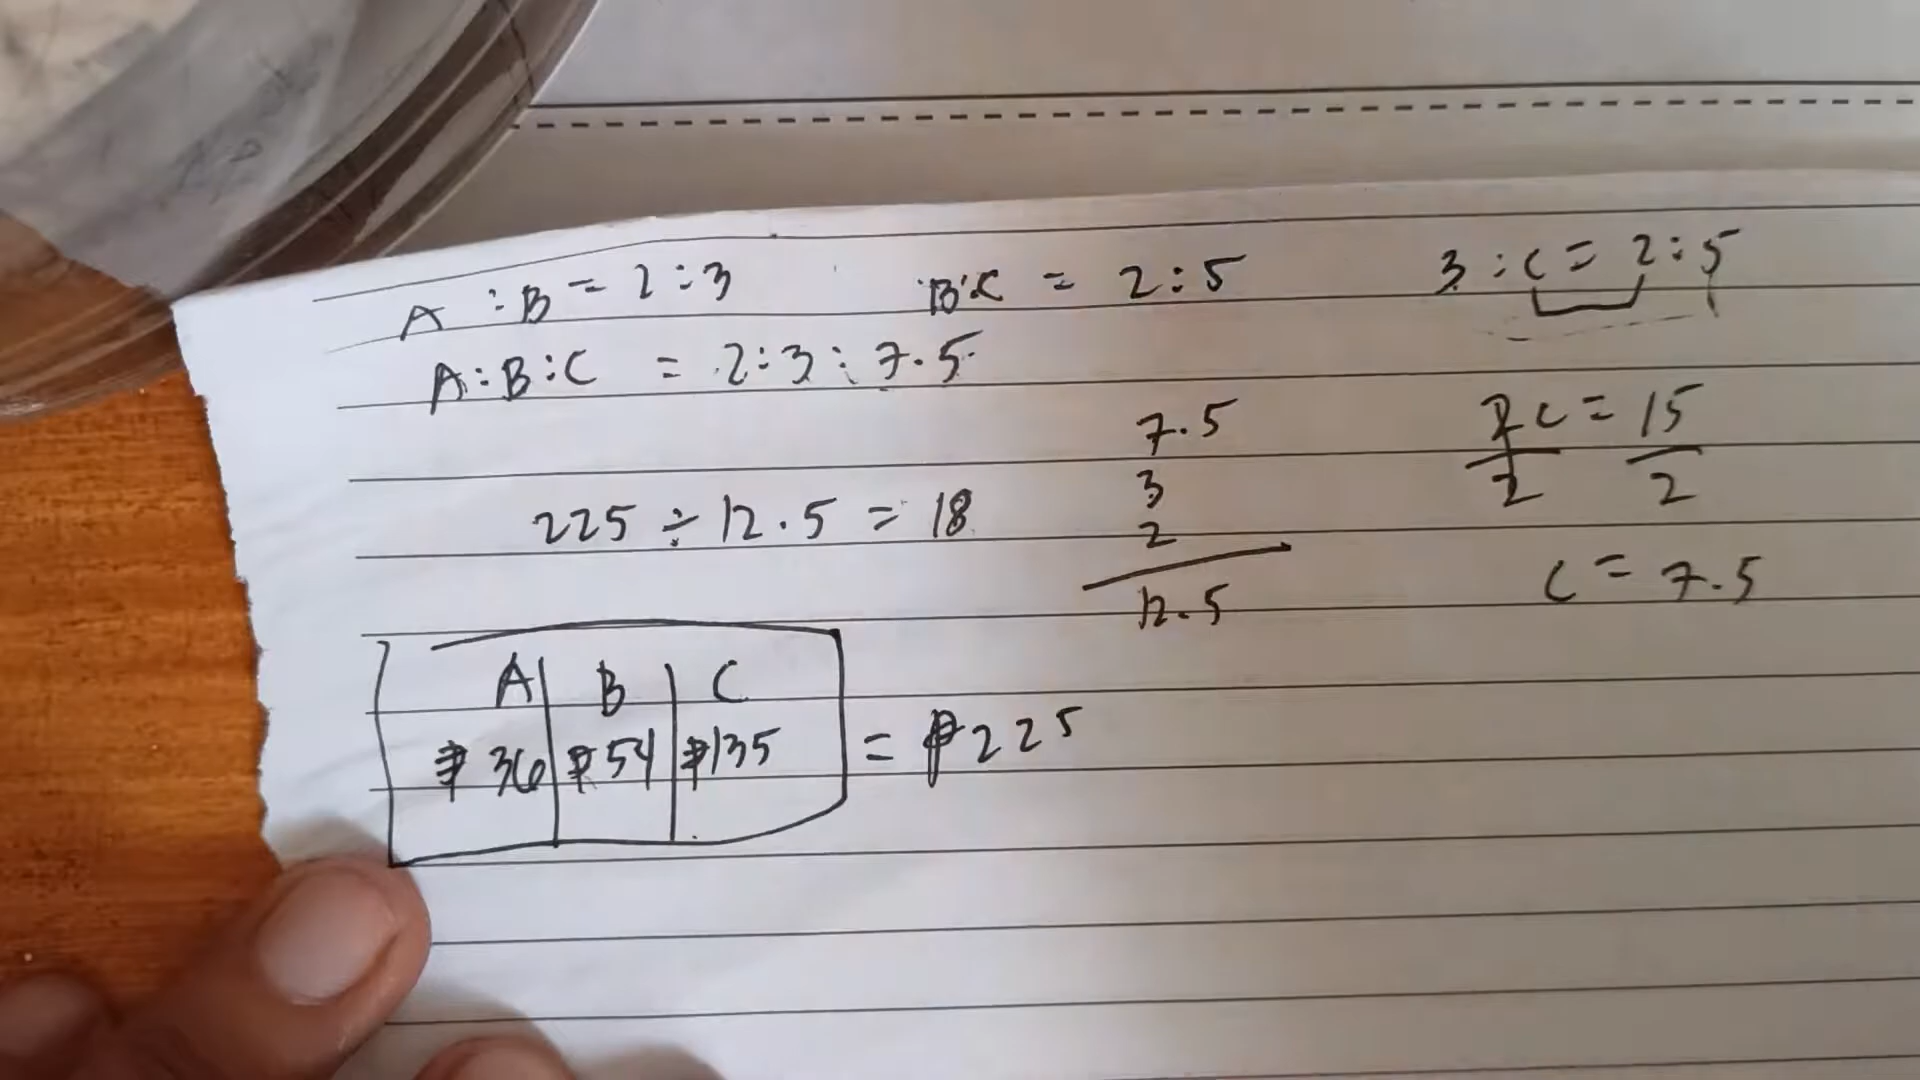 A : B = 2 : 3
B : C = 2 : 5
3 : C = 2 : 5
A : B : C = 2 : 3 : 7.5
2C = 15
2 2
C = 7.5
7.5
3
2
12.5
225 ÷ 12.5 = 18
A B C
₱36 ₱54 ₱135 = ₱225